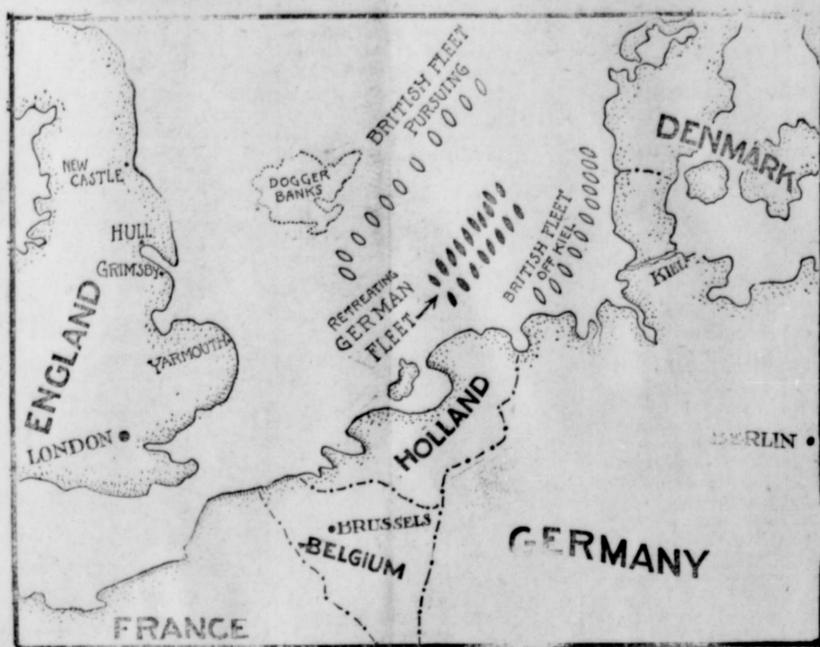 BRITISH FLEET
PURSUING
DENMARK
NEW
CASTLE
DOGGER
BANKS
HULL
GRIMSBY
BRITISH FLEET
OFF KIEL
KIEL
RETREATING
GERMAN
FLEET
ENGLAND
YARMOUTH
HOLLAND
LONDON
BERLIN
BRUSSELS
BELGIUM
GERMANY
FRANCE